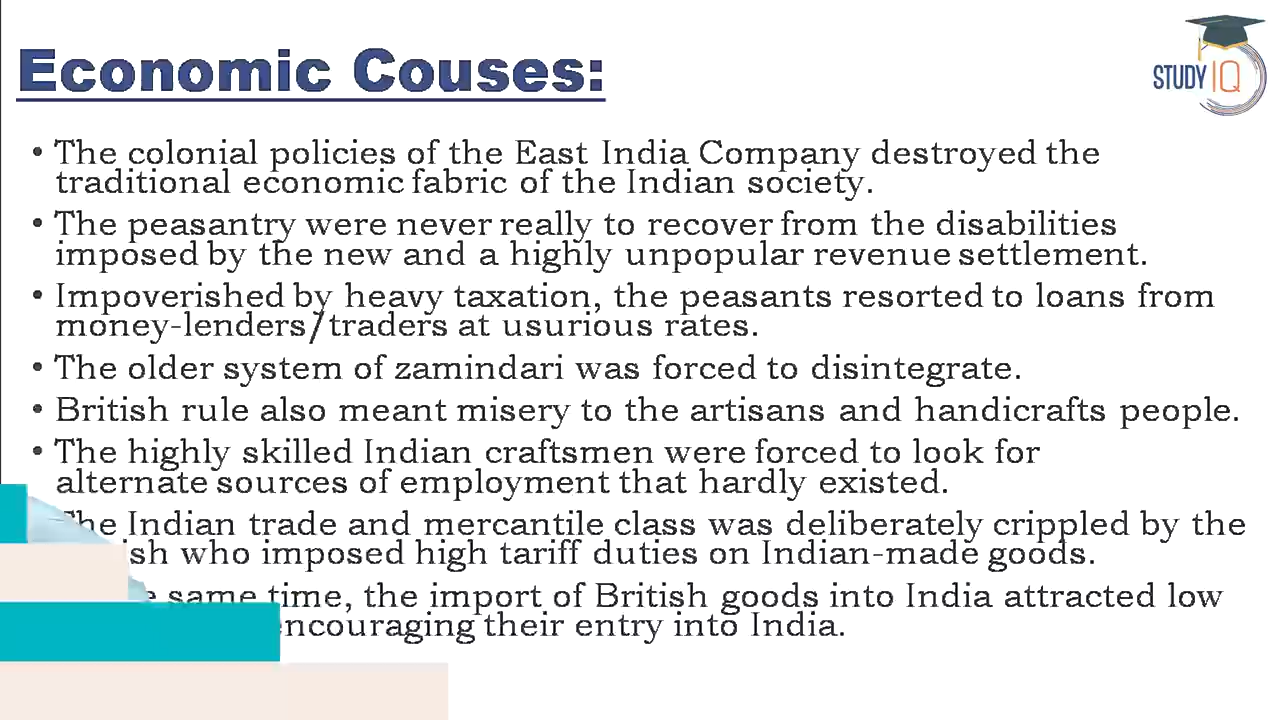 Economic Couses:
STUDY IQ
• The colonial policies of the East India Company destroyed the
traditional economic fabric of the Indian society.
• The peasantry were never really to recover from the disabilities
imposed by the new and a highly unpopular revenue settlement.
• Impoverished by heavy taxation, the peasants resorted to loans from
money-lenders/traders at usurious rates.
• The older system of zamindari was forced to disintegrate.
• British rule also meant misery to the artisans and handicrafts people.
• The highly skilled Indian craftsmen were forced to look for
alternate sources of employment that hardly existed.
The Indian trade and mercantile class was deliberately crippled by the
who imposed high tariff duties on Indian-made goods.
same time, the import of British goods into India attracted low
encouraging their entry into India.